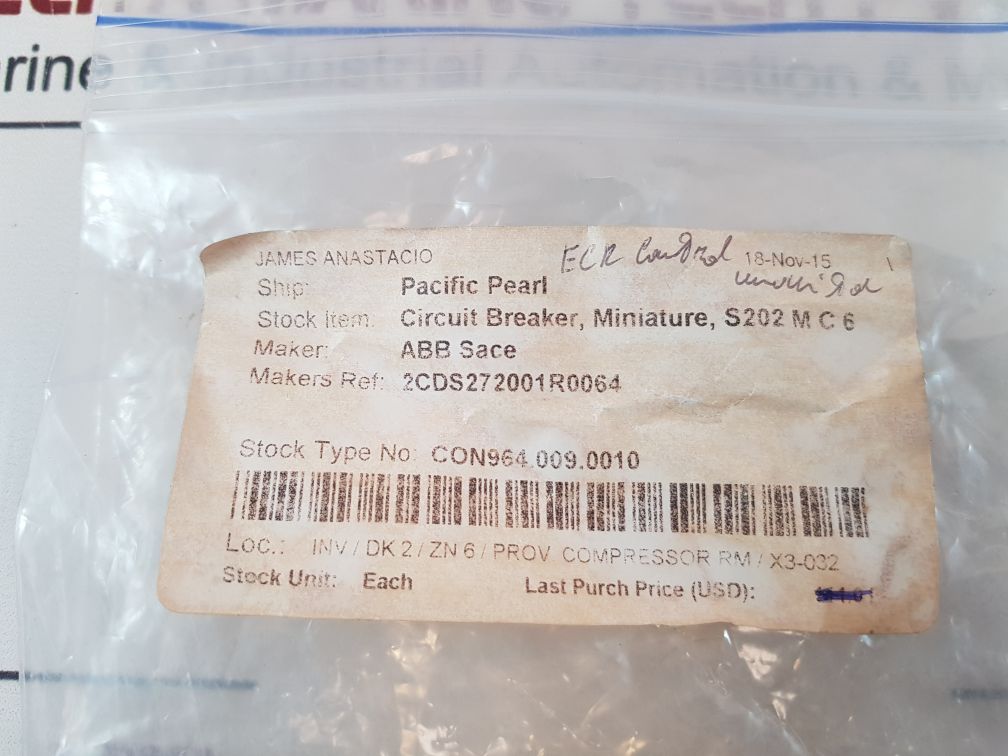 arine &
JAMES ANASTACIO ECR Control 18-Nov-15
Ship: Pacific Pearl
Stock Item: Circuit Breaker, Miniature, S202 M C 6
Maker: ABB Sace
Makers Ref: 2CDS272001R0064
Stock Type No: CON964.009.0010
Loc.: INV / DK 2 / ZN 6 / PROV. COMPRESSOR RM / X3-032
Stock Unit: Each Last Purch Price (USD):